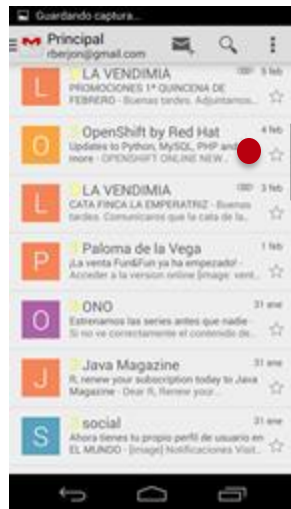 Guardando captura...
Principal
rberjon@gmail.com
L
LA VENDIMIA
5 feb
PROMOCIONES 1ª QUINCENA DE
FEBRERO - Buenas tardes. Adjuntamos...
O
OpenShift by Red Hat
4 feb
Updates to Python, MySQL, PHP and
more - OPENSHIFT ONLINE NEW...
L
LA VENDIMIA
3 feb
CATA FINCA LA EMPERATRIZ - Buenas
tardes. Comunicaros que la cata de la..
P
Paloma de la Vega
1 feb
¡La venta Fun&Fun ya ha empezado! -
Acceder a la version online [image: vent..
O
ONO
31 ene
Estrenamos las series antes que nadie -
Si no ve correctamente el contenido de..
J
Java Magazine
31 ene
R, renew your subscription today to Java
Magazine - Dear R, Renew your...
S
social
31 ene
Ahora tienes tu propio perfil de usuario en
EL MUNDO - [image] Notificaciones Visit..